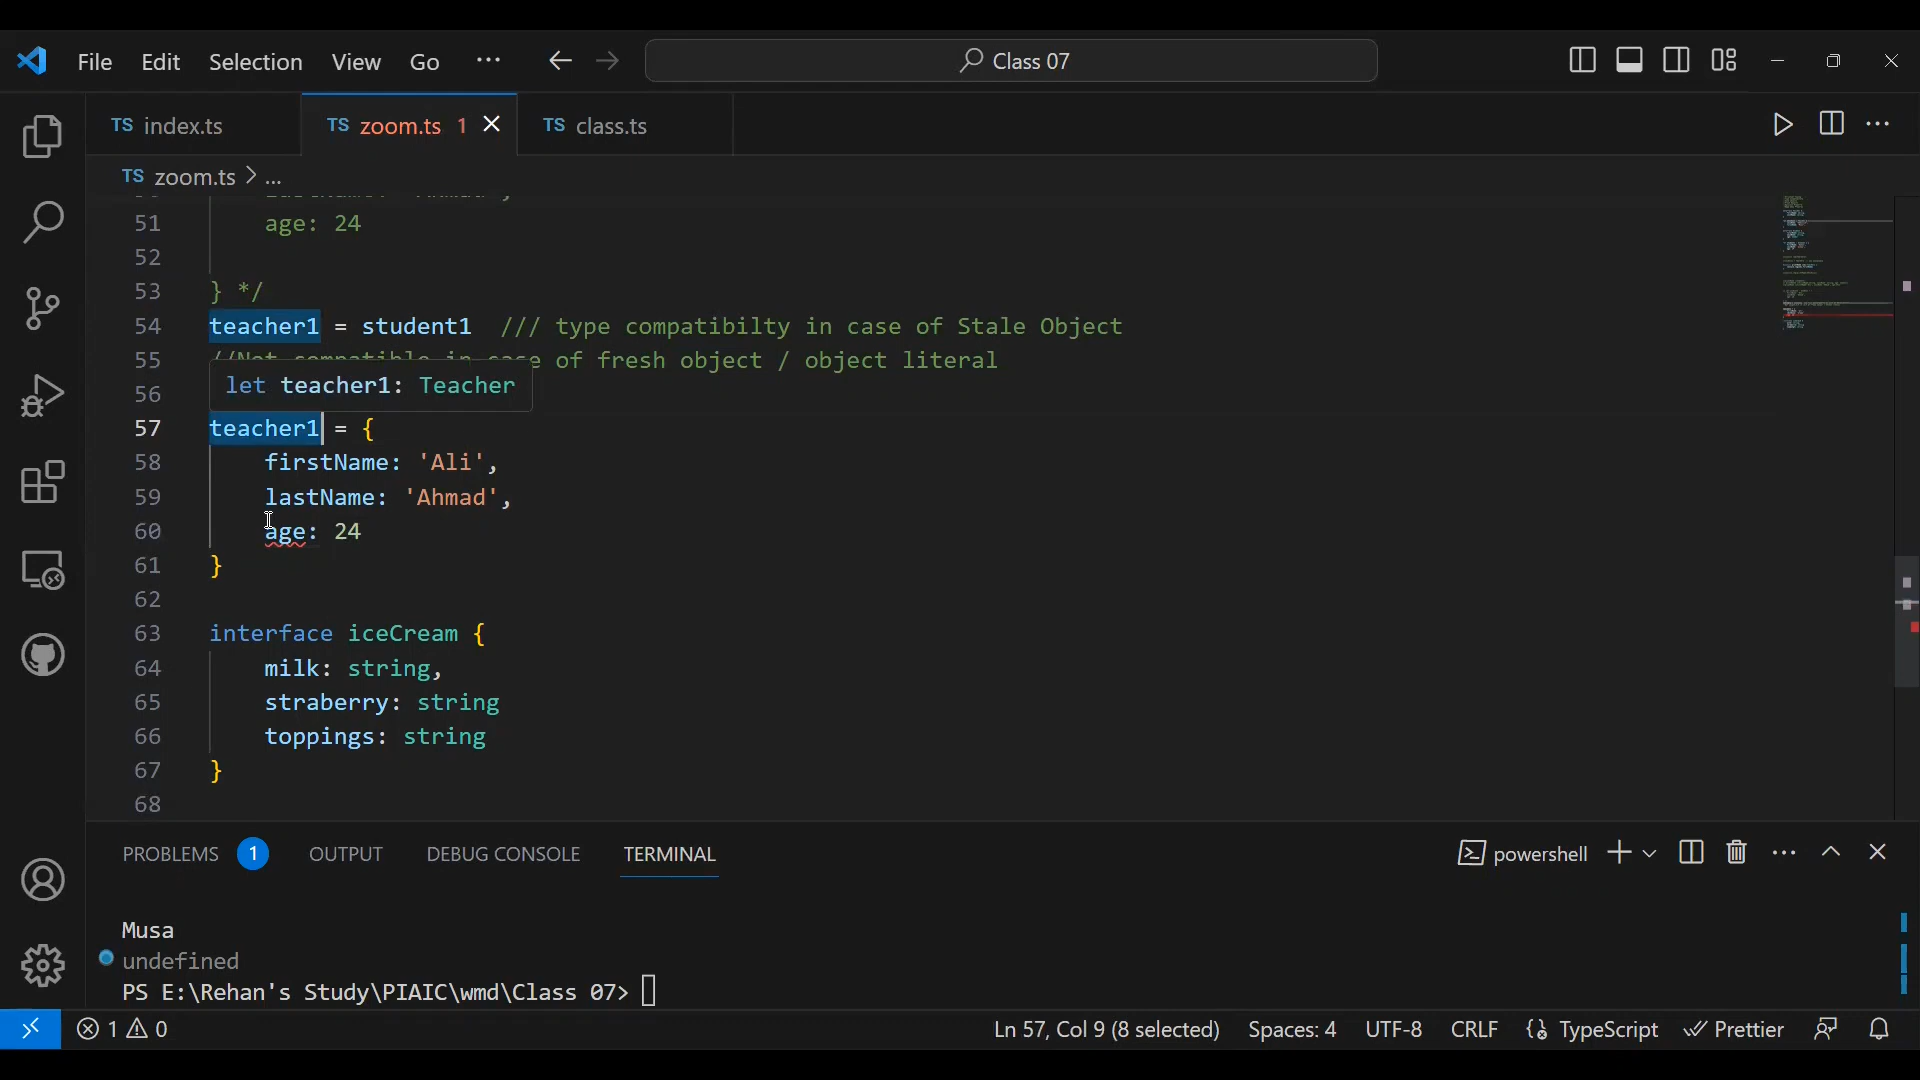 File Edit Selection View Go ··· Class 07
TS index.ts TS zoom.ts 1 TS class.ts
TS zoom.ts > ...
51 age: 24
52
53 } */
54 teacher1 = student1 /// type compatibilty in case of Stale Object
55 //Not compatible in case of fresh object / object literal
let teacher1: Teacher
56
57 teacher1 = {
58 firstName: 'Ali',
59 lastName: 'Ahmad',
60 age: 24
61 }
62
63 interface iceCream {
64 milk: string,
65 straberry: string
66 toppings: string
67 }
68
PROBLEMS 1 OUTPUT DEBUG CONSOLE TERMINAL powershell
Musa
undefined
PS E:\Rehan's Study\PIAIC\wmd\Class 07>
1 0 Ln 57, Col 9 (8 selected) Spaces: 4 UTF-8 CRLF {} TypeScript Prettier